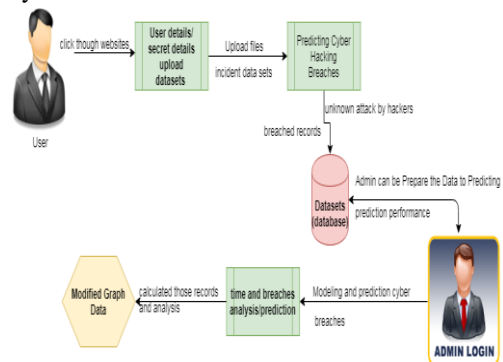 click though websites
User details/
secret details
upload
datasets
Upload files
incident data sets
Predicting Cyber
Hacking
Breaches
User
unknown attack by hackers
breached records
Datasets
(database)
Admin can be Prepare the Data to Predicting
prediction performance
Modified Graph
Data
calculated those records
and analysis
time and breaches
analysis/prediction
Modeling and prediction cyber
breaches
ADMIN LOGIN